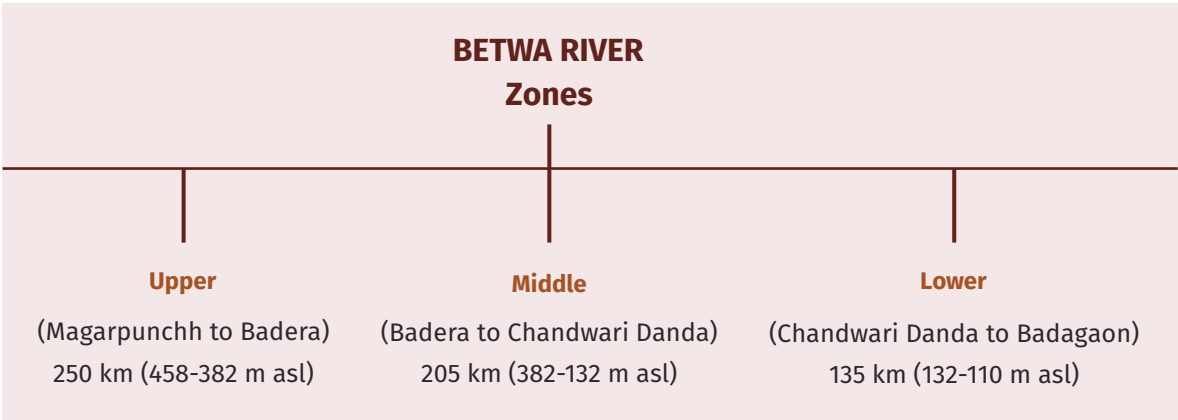 BETWA RIVER
Zones
Upper
(Magarpunchh to Badera)
250 km (458-382 m asl)
Middle
(Badera to Chandwari Danda)
205 km (382-132 m asl)
Lower
(Chandwari Danda to Badagaon)
135 km (132-110 m asl)